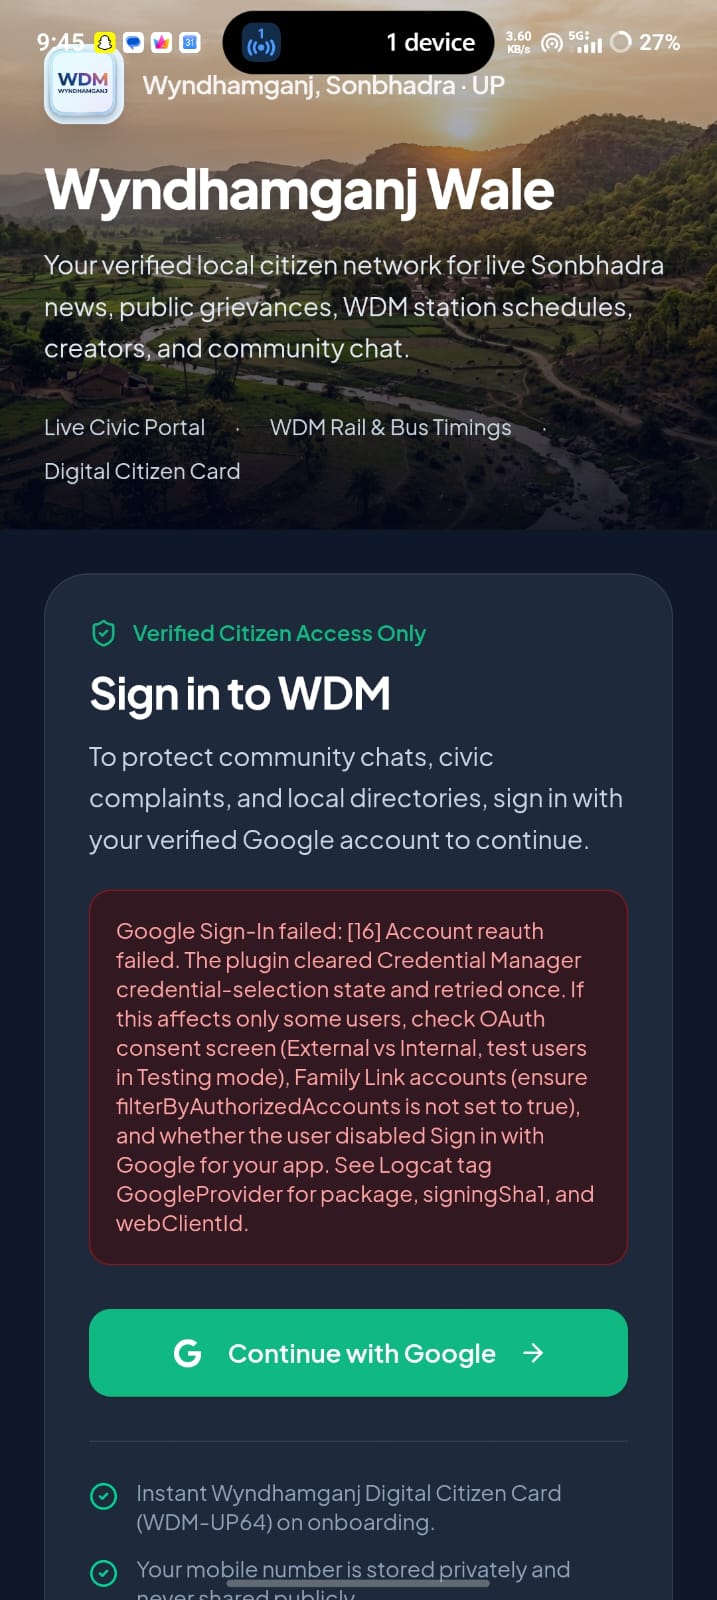 9:45
1 device
3.60
KB/s
5G
27%
WDM
WYNDHAMGANJ
Wyndhamganj, Sonbhadra · UP
Wyndhamganj Wale
Your verified local citizen network for live Sonbhadra
news, public grievances, WDM station schedules,
creators, and community chat.
Live Civic Portal · WDM Rail & Bus Timings ·
Digital Citizen Card
Verified Citizen Access Only
Sign in to WDM
To protect community chats, civic
complaints, and local directories, sign in with
your verified Google account to continue.
Google Sign-In failed: [16] Account reauth
failed. The plugin cleared Credential Manager
credential-selection state and retried once. If
this affects only some users, check OAuth
consent screen (External vs Internal, test users
in Testing mode), Family Link accounts (ensure
filterByAuthorizedAccounts is not set to true),
and whether the user disabled Sign in with
Google for your app. See Logcat tag
GoogleProvider for package, signingSha1, and
webClientId.
G Continue with Google →
Instant Wyndhamganj Digital Citizen Card
(WDM-UP64) on onboarding.
Your mobile number is stored privately and
never shared publicly.